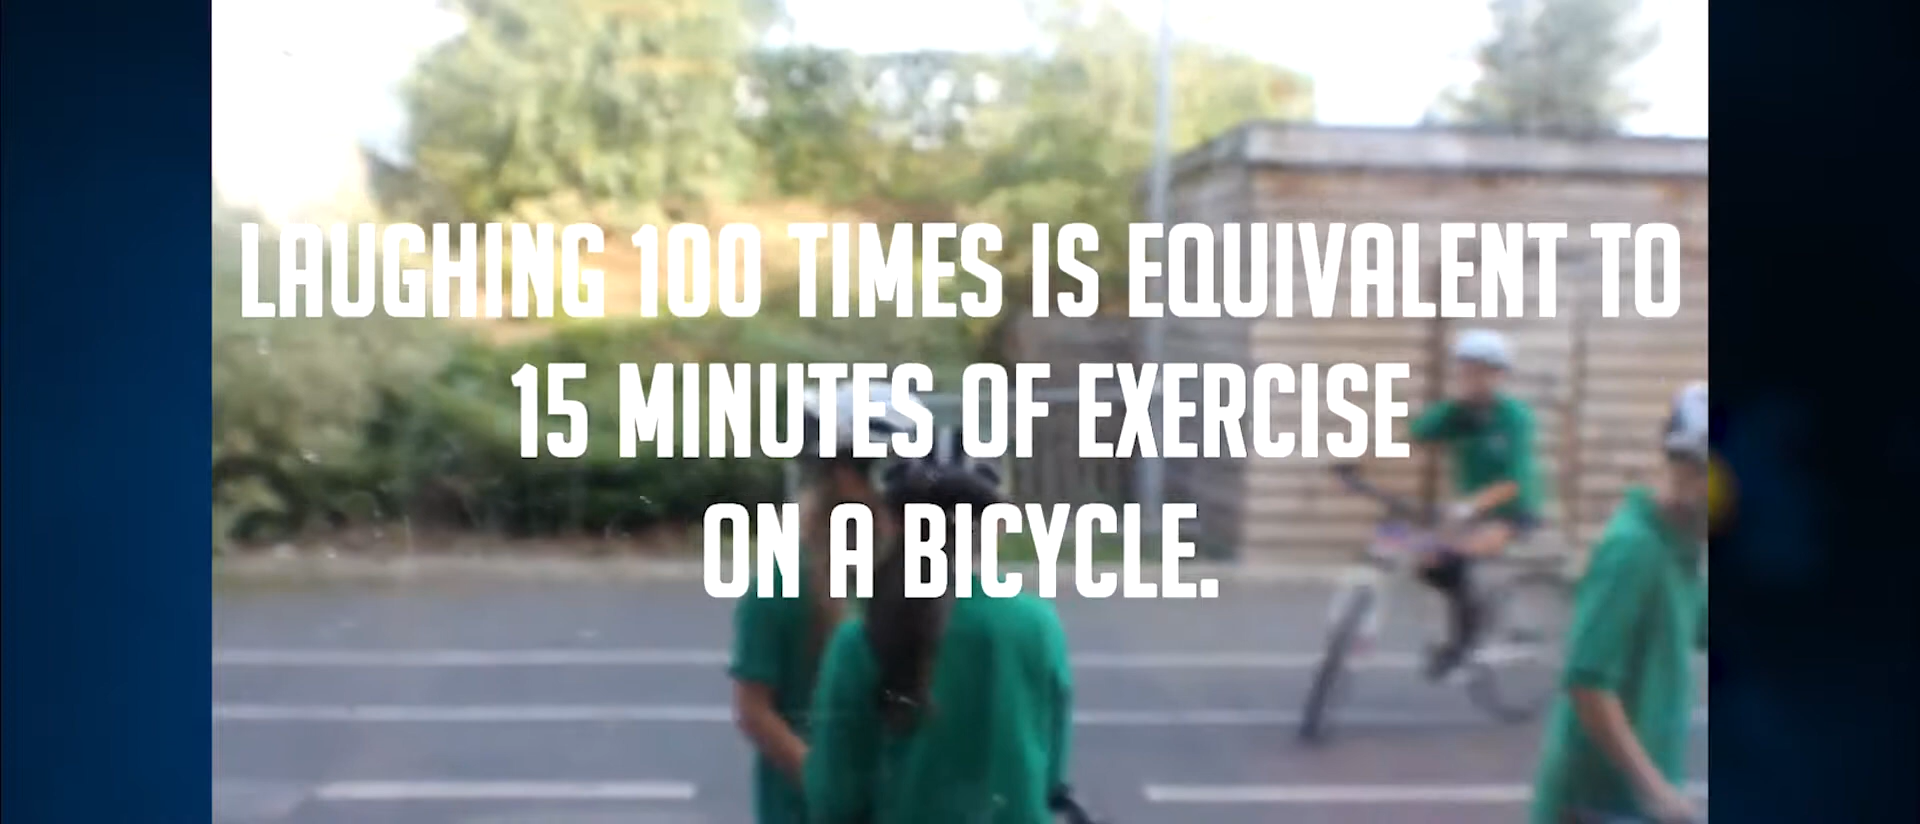 LAUGHING 100 TIMES IS EQUIVALENT TO
15 MINUTES OF EXERCISE
ON A BICYCLE.